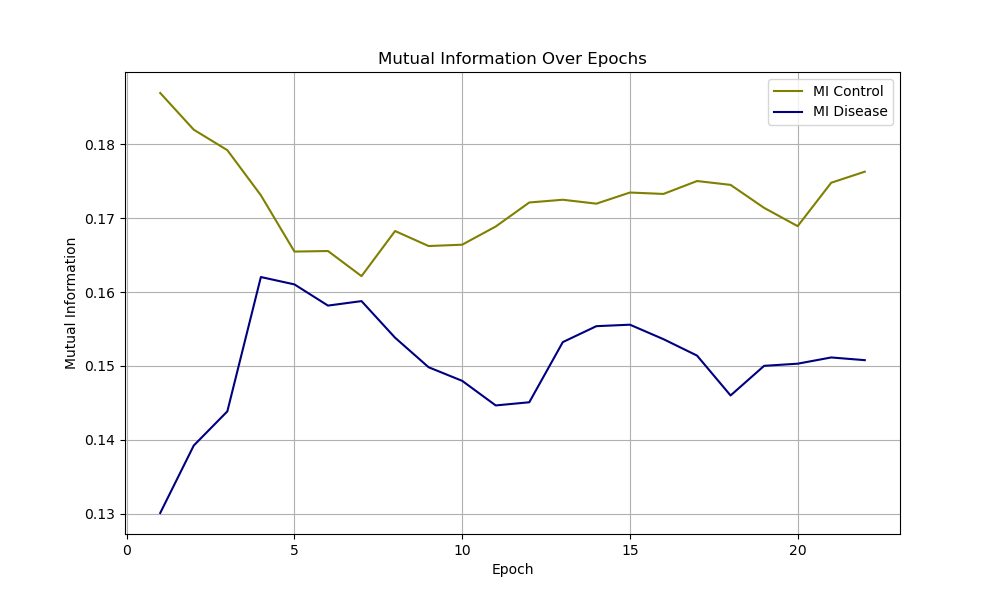 Mutual Information Over Epochs
MI Control
MI Disease
Mutual Information
0.18
0.17
0.16
0.15
0.14
0.13
0
5
10
15
20
Epoch